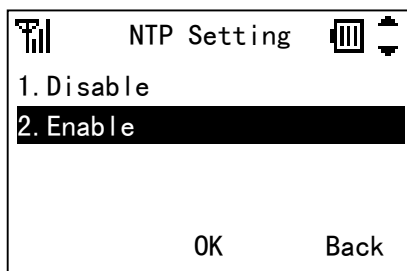 NTP Setting
1. Disable
2. Enable
OK Back